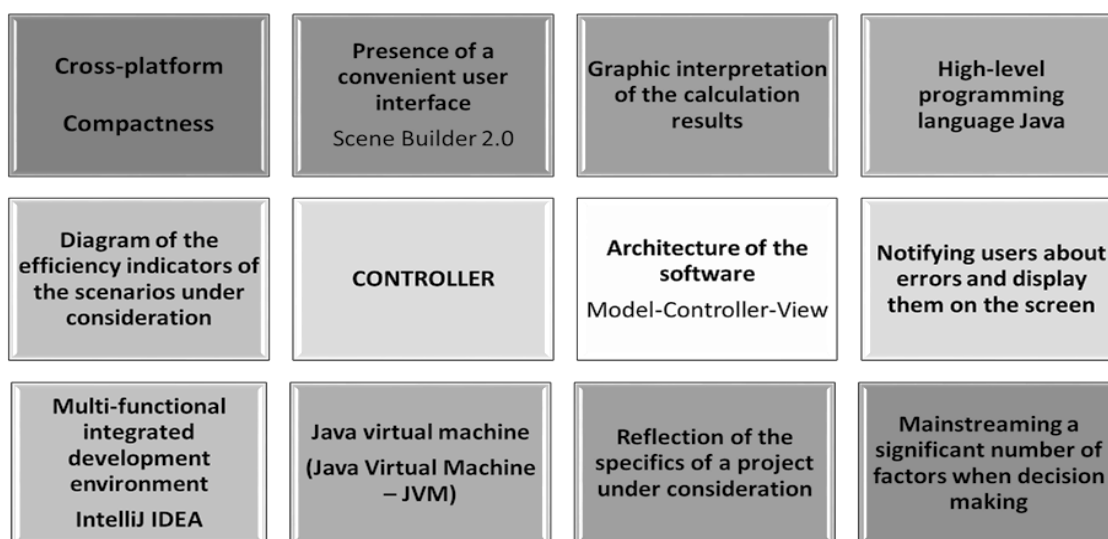 Cross-platform
Compactness
Presence of a
convenient user
interface
Scene Builder 2.0
Graphic interpretation
of the calculation
results
High-level
programming
language Java
Diagram of the
efficiency indicators of
the scenarios under
consideration
CONTROLLER
Architecture of the
software
Model-Controller-View
Notifying users about
errors and display
them on the screen
Multi-functional
integrated
development
environment
IntelliJ IDEA
Java virtual machine
(Java Virtual Machine
– JVM)
Reflection of the
specifics of a project
under consideration
Mainstreaming a
significant number of
factors when decision
making